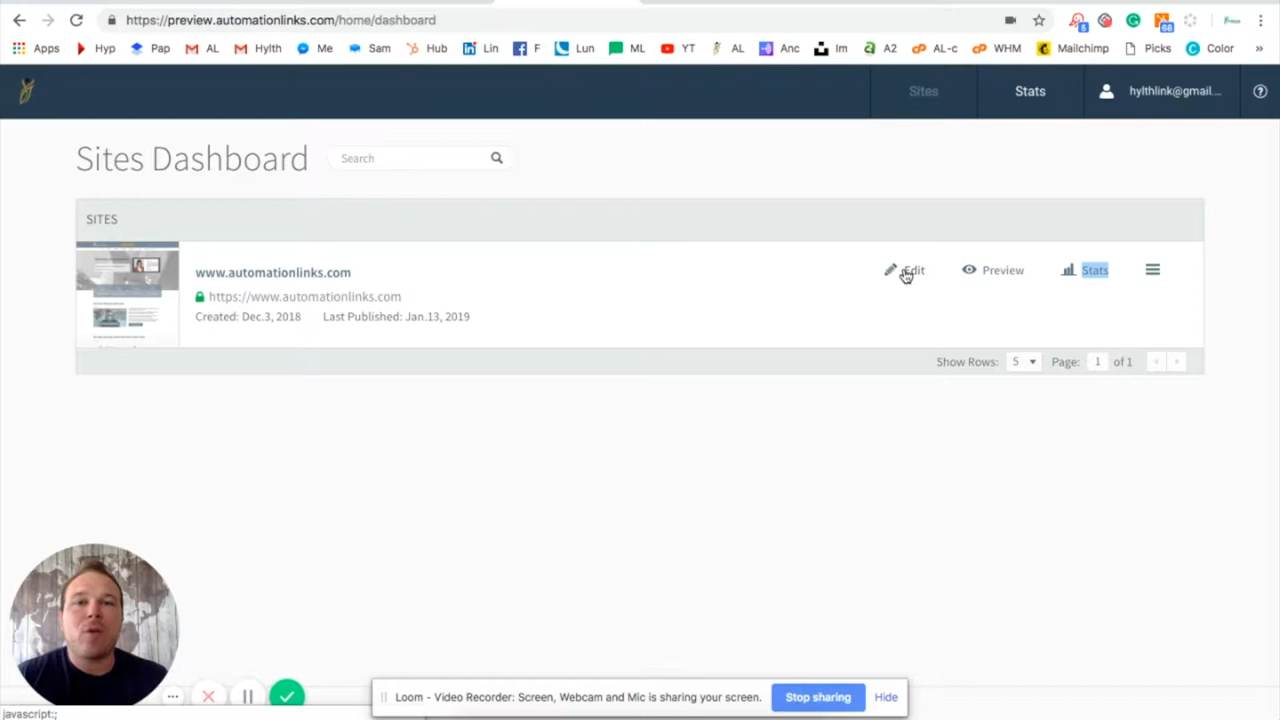 https://preview.automationlinks.com/home/dashboard
Apps Hyp Pap AL Hylth Me Sam Hub Lin F Lun ML YT AL Anc Im A2 AL-c WHM Mailchimp Picks Color »
Sites Stats hylthlink@gmail...
Sites Dashboard Search
SITES
www.automationlinks.com
Edit Preview Stats
https://www.automationlinks.com
Created: Dec.3, 2018 Last Published: Jan.13, 2019
Show Rows: 5 Page: 1 of 1
Loom - Video Recorder: Screen, Webcam and Mic is sharing your screen. Stop sharing Hide
javascript:;